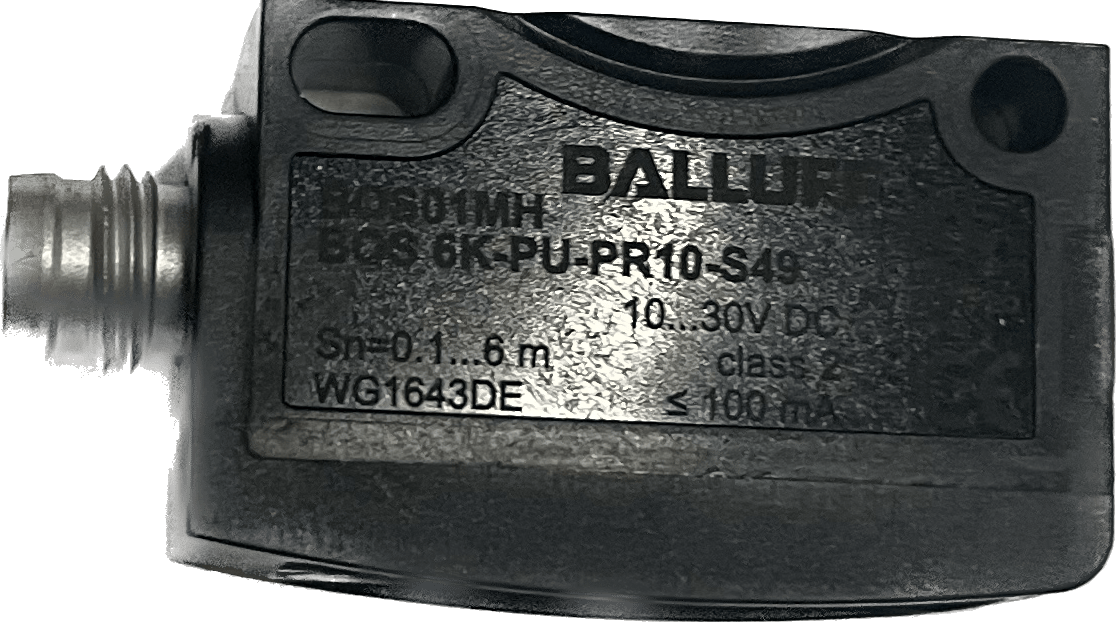 BALLUFF
BOS01MH
BOS 6K-PU-PR10-S49
10...30V DC
Sn=0.1...6 m
class 2
WG1643DE
≤ 100 mA